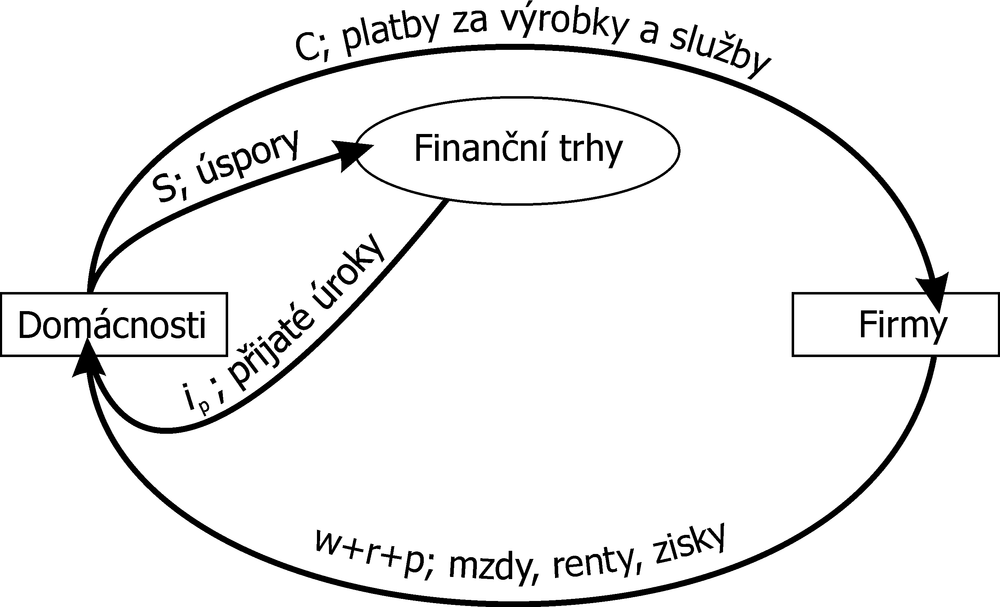 C; platby za výrobky a služby
Finanční trhy
S; úspory
Domácnosti
Firmy
ip; přijaté úroky
w+r+p; mzdy, renty, zisky